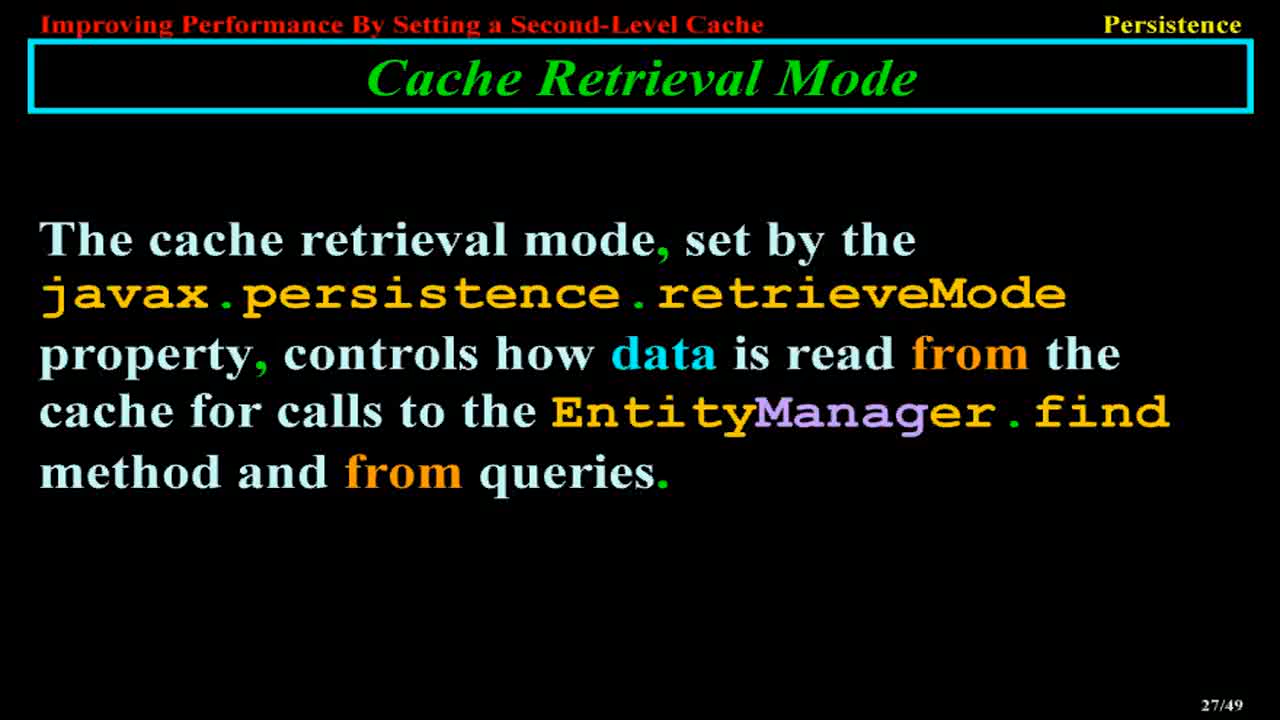 Improving Performance By Setting a Second-Level Cache
Persistence
Cache Retrieval Mode
The cache retrieval mode, set by the
javax.persistence.retrieveMode
property, controls how data is read from the
cache for calls to the EntityManager.find
method and from queries.
27/49